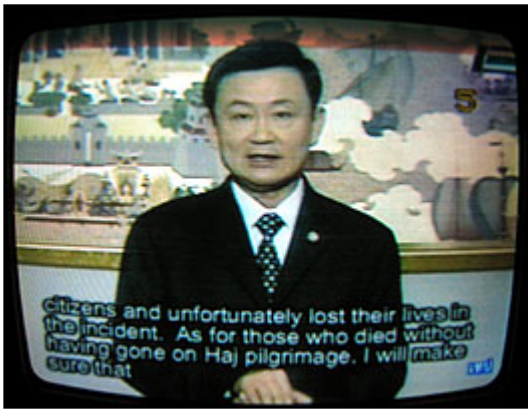 5
citizens and unfortunately lost their lives in
the incident. As for those who died without
having gone on Haj pilgrimage, I will make
sure that